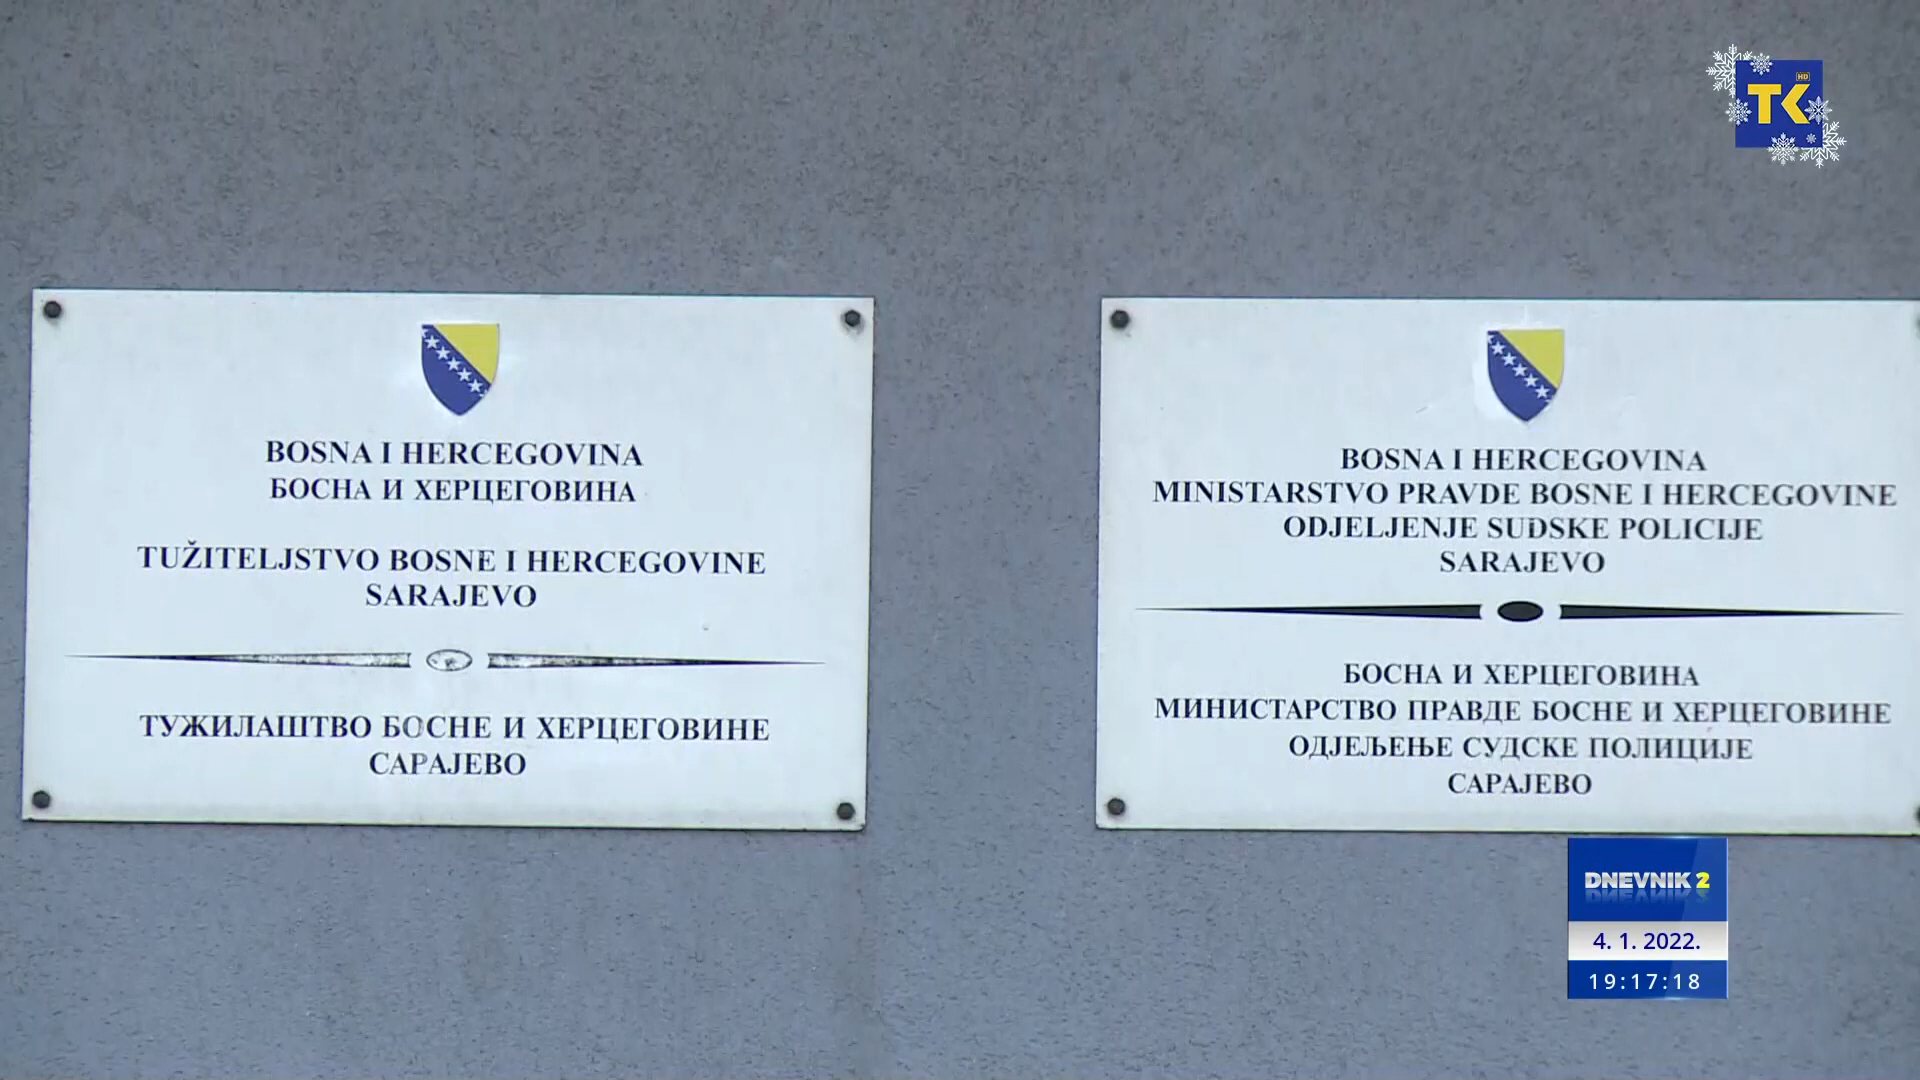 HD
TK
BOSNA I HERCEGOVINA
БОСНА И ХЕРЦЕГОВИНА
TUŽITELJSTVO BOSNE I HERCEGOVINE
SARAJEVO
ТУЖИЛАШТВО БОСНЕ И ХЕРЦЕГОВИНЕ
САРАЈЕВО
BOSNA I HERCEGOVINA
MINISTARSTVO PRAVDE BOSNE I HERCEGOVINE
ODJELJENJE SUDSKE POLICIJE
SARAJEVO
БОСНА И ХЕРЦЕГОВИНА
МИНИСТАРСТВО ПРАВДЕ БОСНЕ И ХЕРЦЕГОВИНЕ
ОДЈЕЉЕЊЕ СУДСКЕ ПОЛИЦИЈЕ
САРАЈЕВО
DNEVNIK 2
4. 1. 2022.
19:17:18